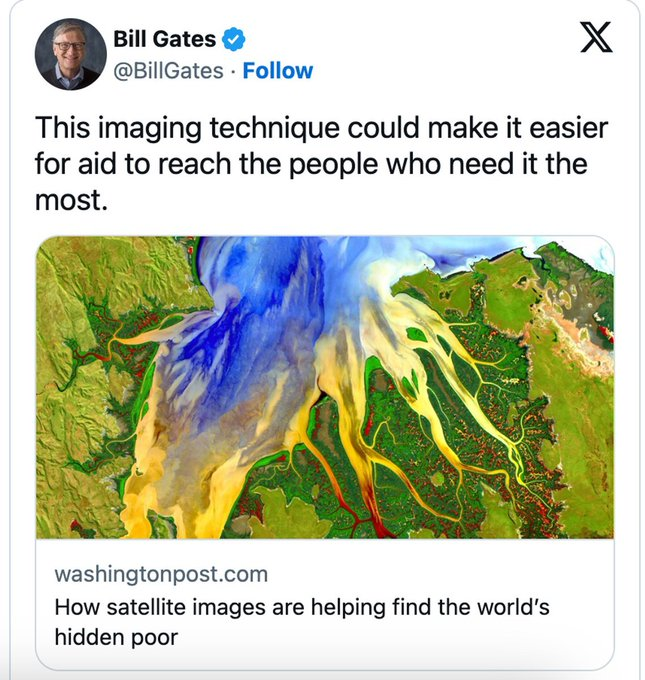 Bill Gates
@BillGates · Follow
This imaging technique could make it easier
for aid to reach the people who need it the
most.
washingtonpost.com
How satellite images are helping find the world’s
hidden poor